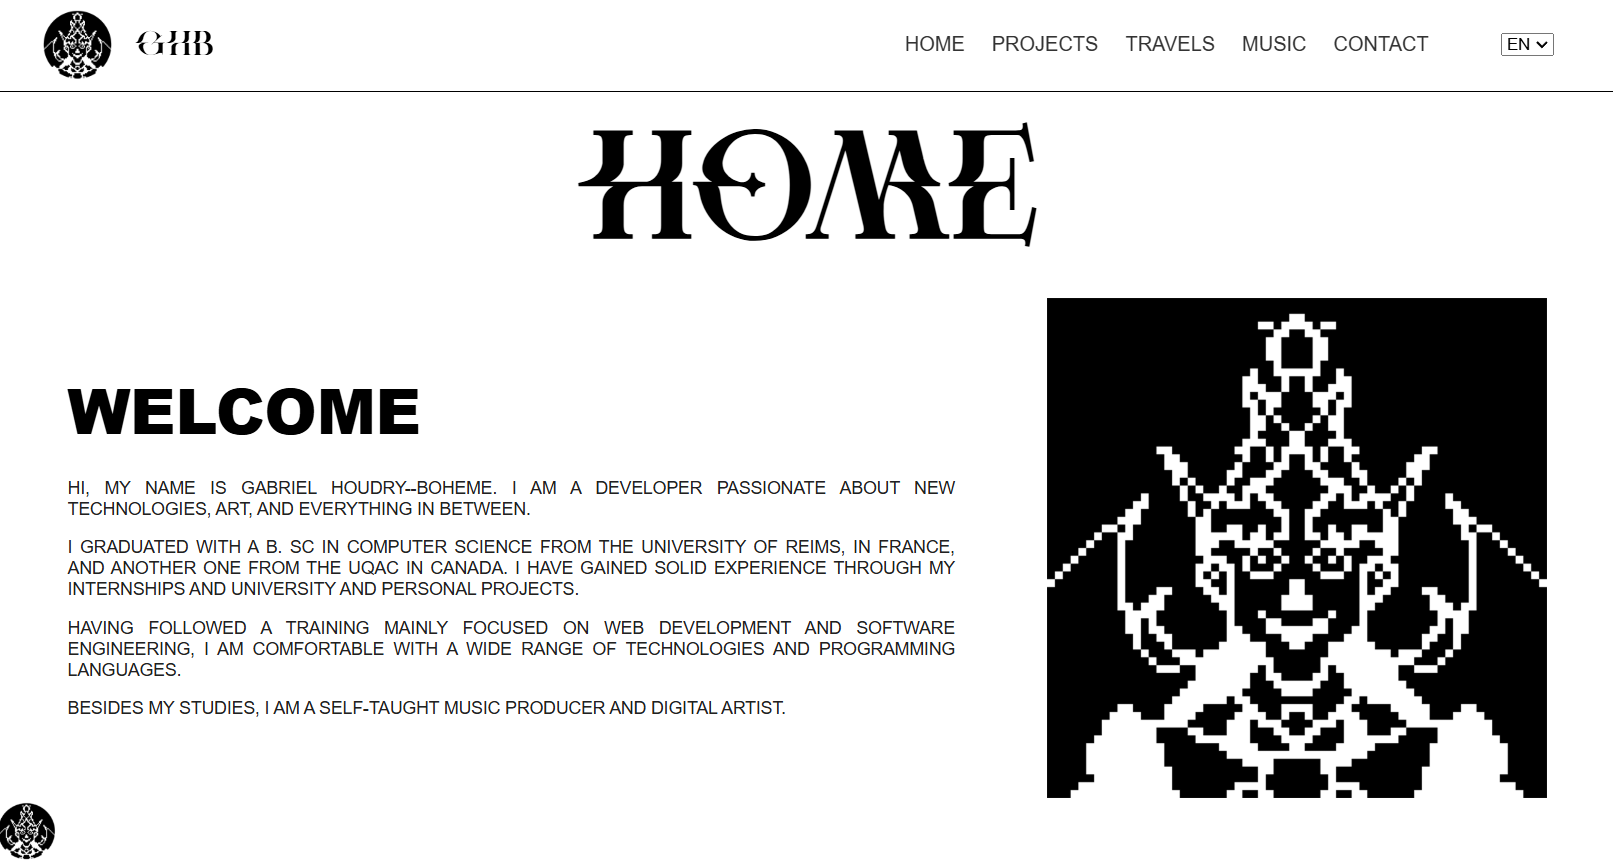 GHB
HOME PROJECTS TRAVELS MUSIC CONTACT EN
HOME
WELCOME
HI, MY NAME IS GABRIEL HOUDRY--BOHEME. I AM A DEVELOPER PASSIONATE ABOUT NEW
TECHNOLOGIES, ART, AND EVERYTHING IN BETWEEN.
I GRADUATED WITH A B. SC IN COMPUTER SCIENCE FROM THE UNIVERSITY OF REIMS, IN FRANCE,
AND ANOTHER ONE FROM THE UQAC IN CANADA. I HAVE GAINED SOLID EXPERIENCE THROUGH MY
INTERNSHIPS AND UNIVERSITY AND PERSONAL PROJECTS.
HAVING FOLLOWED A TRAINING MAINLY FOCUSED ON WEB DEVELOPMENT AND SOFTWARE
ENGINEERING, I AM COMFORTABLE WITH A WIDE RANGE OF TECHNOLOGIES AND PROGRAMMING
LANGUAGES.
BESIDES MY STUDIES, I AM A SELF-TAUGHT MUSIC PRODUCER AND DIGITAL ARTIST.